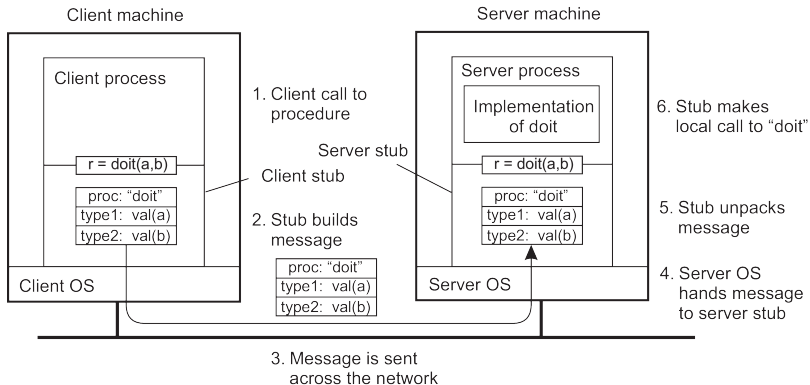 Client machine
Server machine
Client process
Server process
1. Client call to
procedure
Implementation
of doit
6. Stub makes
local call to “doit”
Server stub
r = doit(a,b)
r = doit(a,b)
Client stub
proc: “doit”
type1: val(a)
type2: val(b)
proc: “doit”
type1: val(a)
type2: val(b)
2. Stub builds
message
5. Stub unpacks
message
proc: “doit”
type1: val(a)
type2: val(b)
4. Server OS
hands message
to server stub
Client OS
Server OS
3. Message is sent
across the network